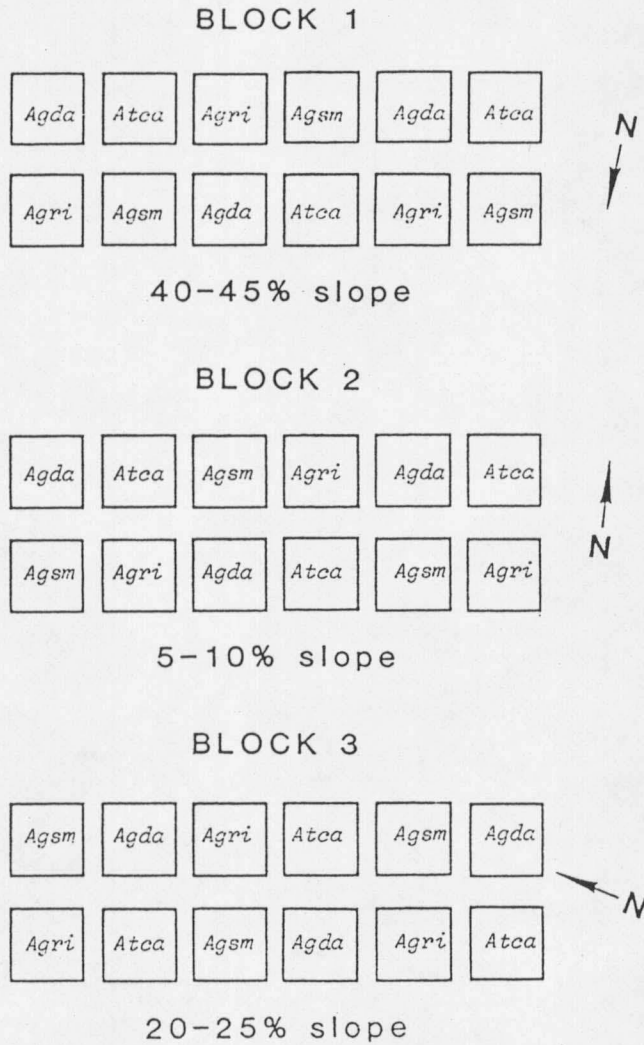 BLOCK 1
Agda Atca Agri Agsm Agda Atca
N
Agri Agsm Agda Atca Agri Agsm
40-45% slope
BLOCK 2
Agda Atca Agsm Agri Agda Atca
N
Agsm Agri Agda Atca Agsm Agri
5-10% slope
BLOCK 3
Agsm Agda Agri Atca Agsm Agda
N
Agri Atca Agsm Agda Agri Atca
20-25% slope